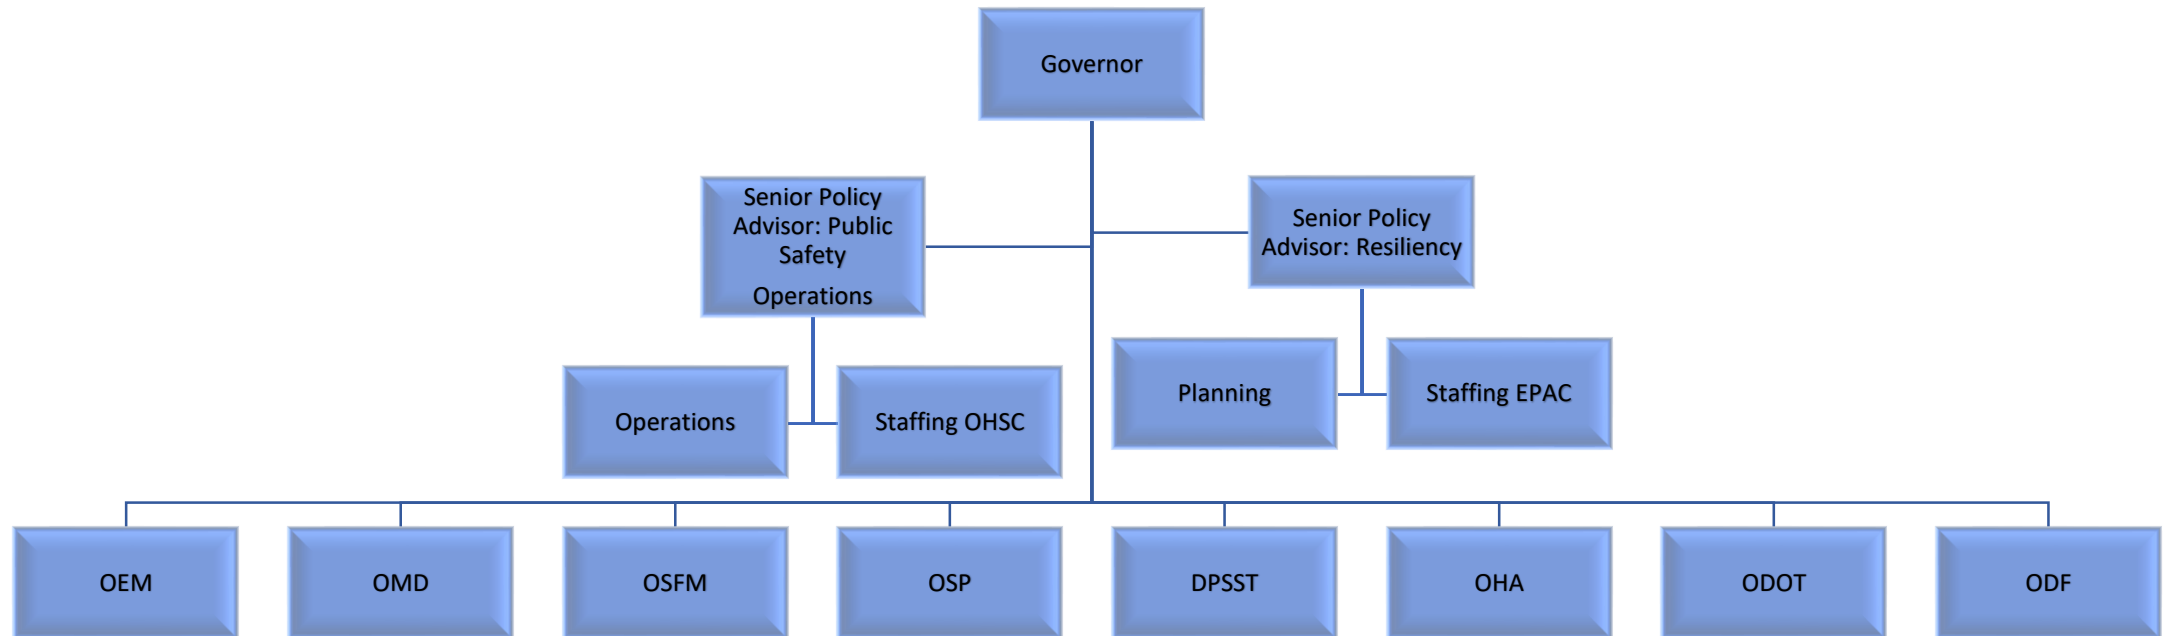 Governor
Senior Policy
Advisor: Public
Safety
Operations
Senior Policy
Advisor: Resiliency
Operations
Staffing OHSC
Planning
Staffing EPAC
OEM
OMD
OSFM
OSP
DPSST
OHA
ODOT
ODF